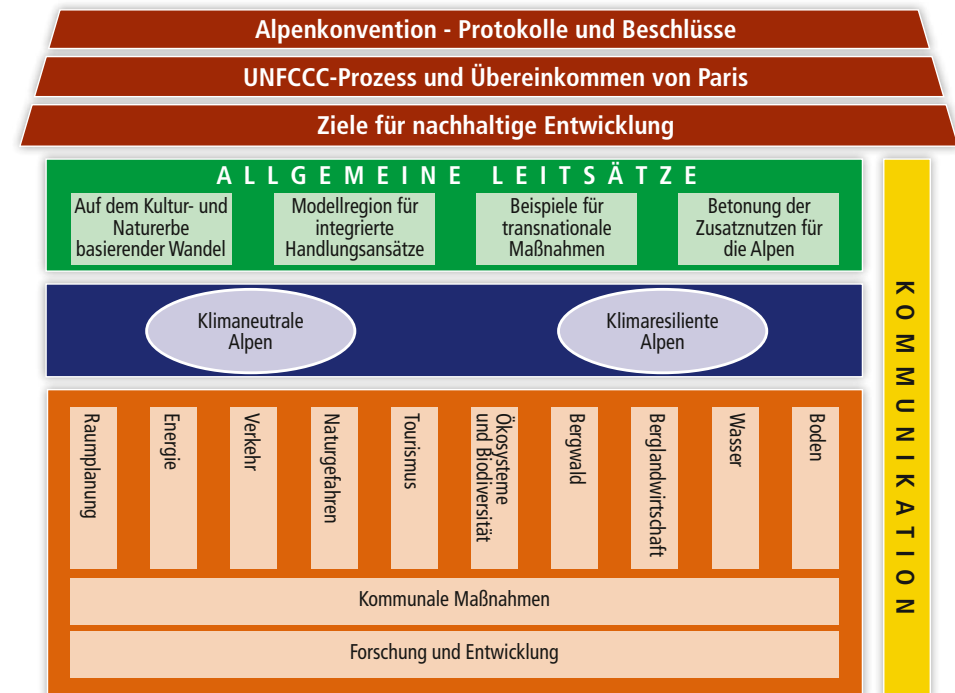 Alpenkonvention - Protokolle und Beschlüsse
UNFCCC-Prozess und Übereinkommen von Paris
Ziele für nachhaltige Entwicklung
ALLGEMEINE LEITSÄTZE
Auf dem Kultur- und
Naturerbe
basierender Wandel
Modellregion für
integrierte
Handlungsansätze
Beispiele für
transnationale
Maßnahmen
Betonung der
Zusatznutzen für
die Alpen
Klimaneutrale
Alpen
Klimaresiliente
Alpen
Raumplanung
Energie
Verkehr
Naturgefahren
Tourismus
Ökosysteme
und Biodiversität
Bergwald
Berglandwirtschaft
Wasser
Boden
Kommunale Maßnahmen
Forschung und Entwicklung
KOMMUNIKATION